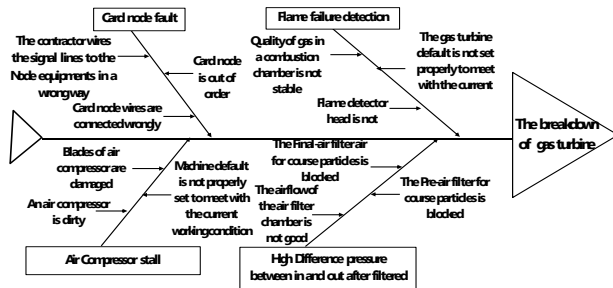 Card node fault
Flame failure detection
The contractor wires
the signal lines to the
Node equipments in a
wrong way
Card node
is out of
order
Card node wires are
connected wrongly
Quality of gas in
a combustion
chamber is not
stable
The gas turbine
default is not set
properly to meet
with the current
Flame detector
head is not
The breakdown
of gas turbine
Blades of air
compressor are
damaged
An air compressor
is dirty
Machine default
is not properly
set to meet with
the current
working condition
The Final-air filter air
for course particles is
blocked
The airflow of
the air filter
chamber is
not good
The Pre-air filter for
course particles is
blocked
Air Compressor stall
High Difference pressure
between in and out after filtered